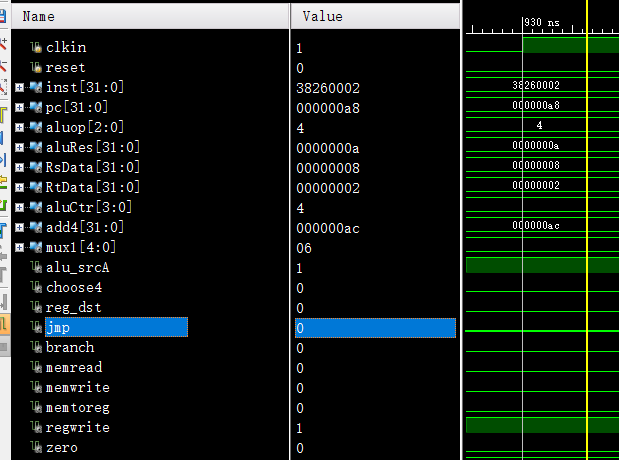 Name Value
930 ns
clkin 1
reset 0
inst[31:0] 38260002 38260002
pc[31:0] 000000a8 000000a8
aluop[2:0] 4 4
aluRes[31:0] 0000000a 0000000a
RsData[31:0] 00000008 00000008
RtData[31:0] 00000002 00000002
aluCtr[3:0] 4
add4[31:0] 000000ac 000000ac
mux1[4:0] 06
alu_srcA 1
choose4 0
reg_dst 0
jmp 0
branch 0
memread 0
memwrite 0
memtoreg 0
regwrite 1
zero 0